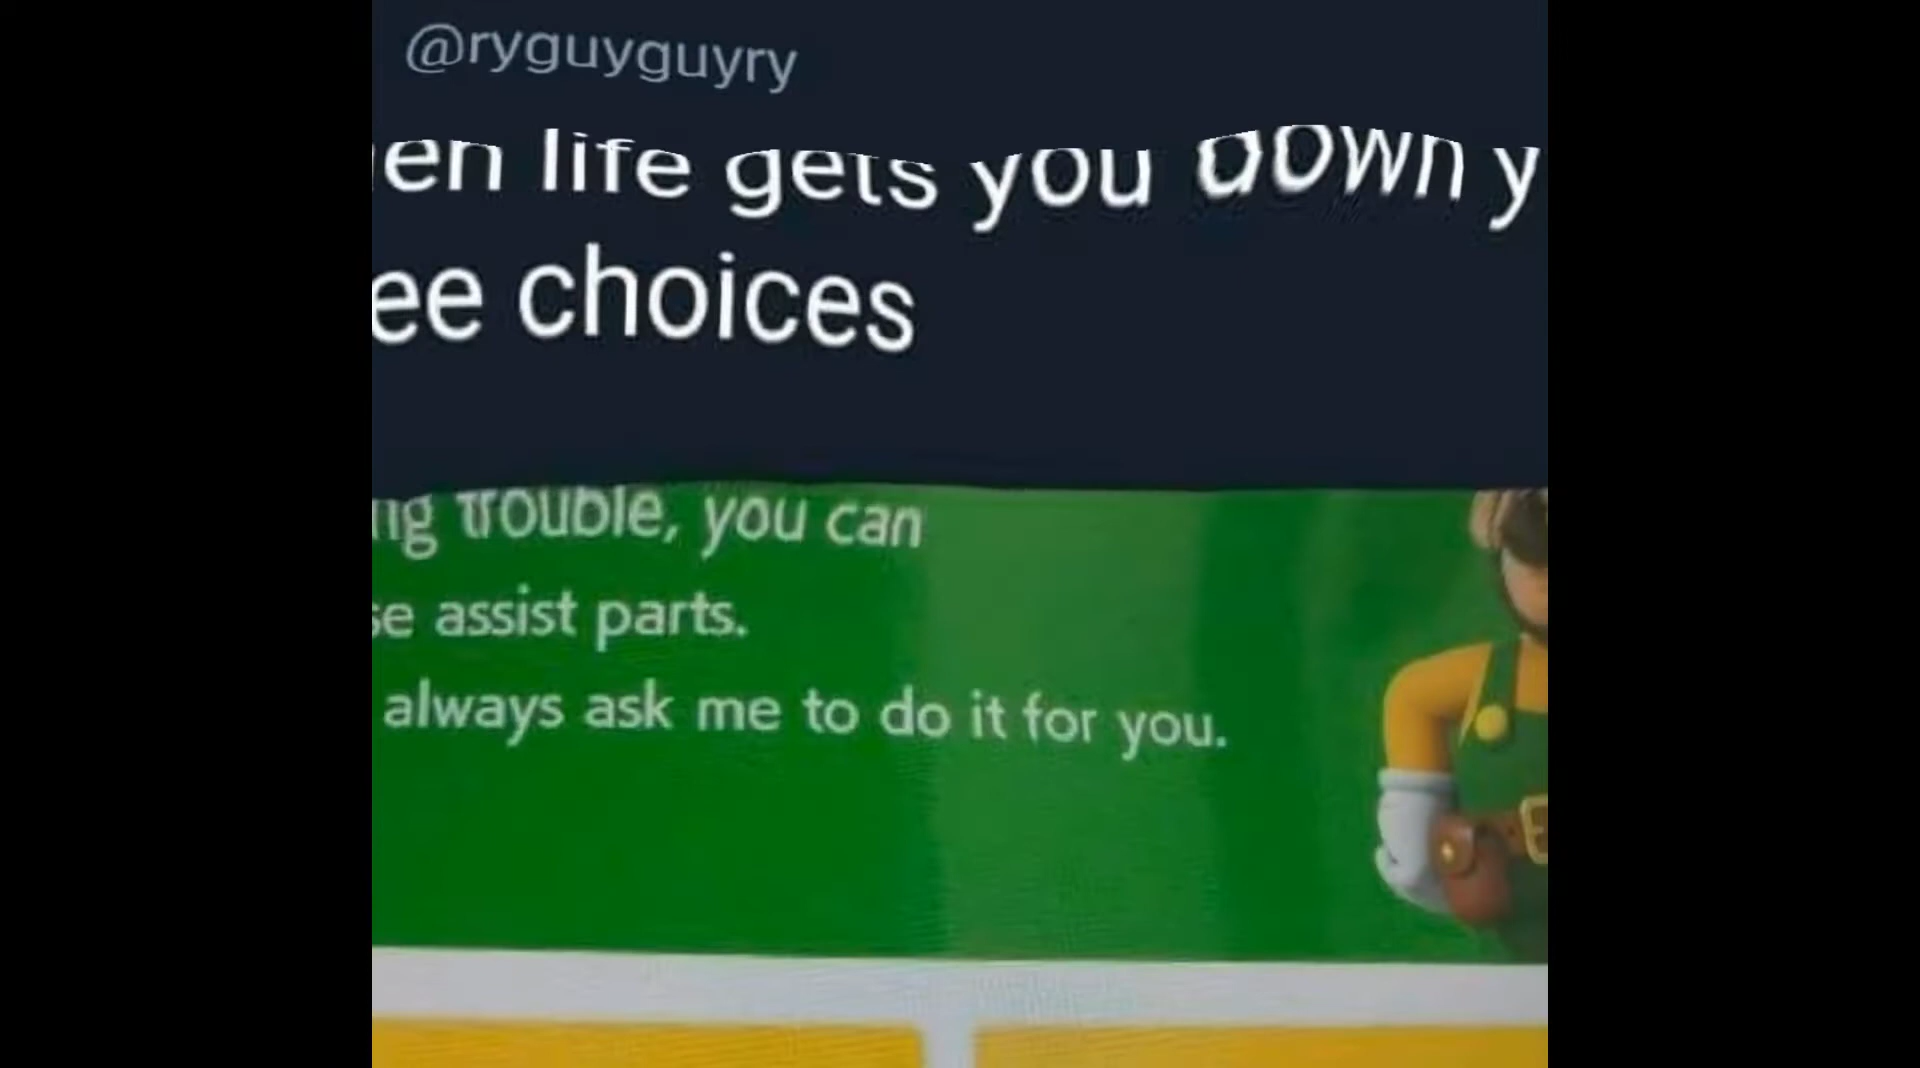 @ryguyguyry
en life gets you down y
ee choices
ng trouble, you can
se assist parts.
always ask me to do it for you.